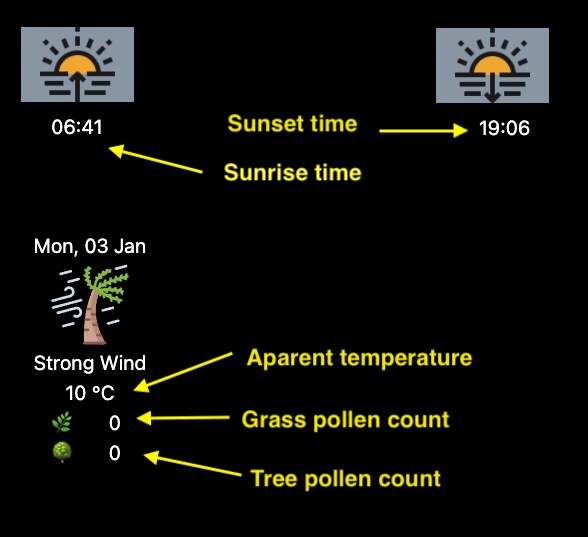 06:41
Sunset time
19:06
Sunrise time
Mon, 03 Jan
Strong Wind
Aparent temperature
10 °C
Grass pollen count
0
0
Tree pollen count